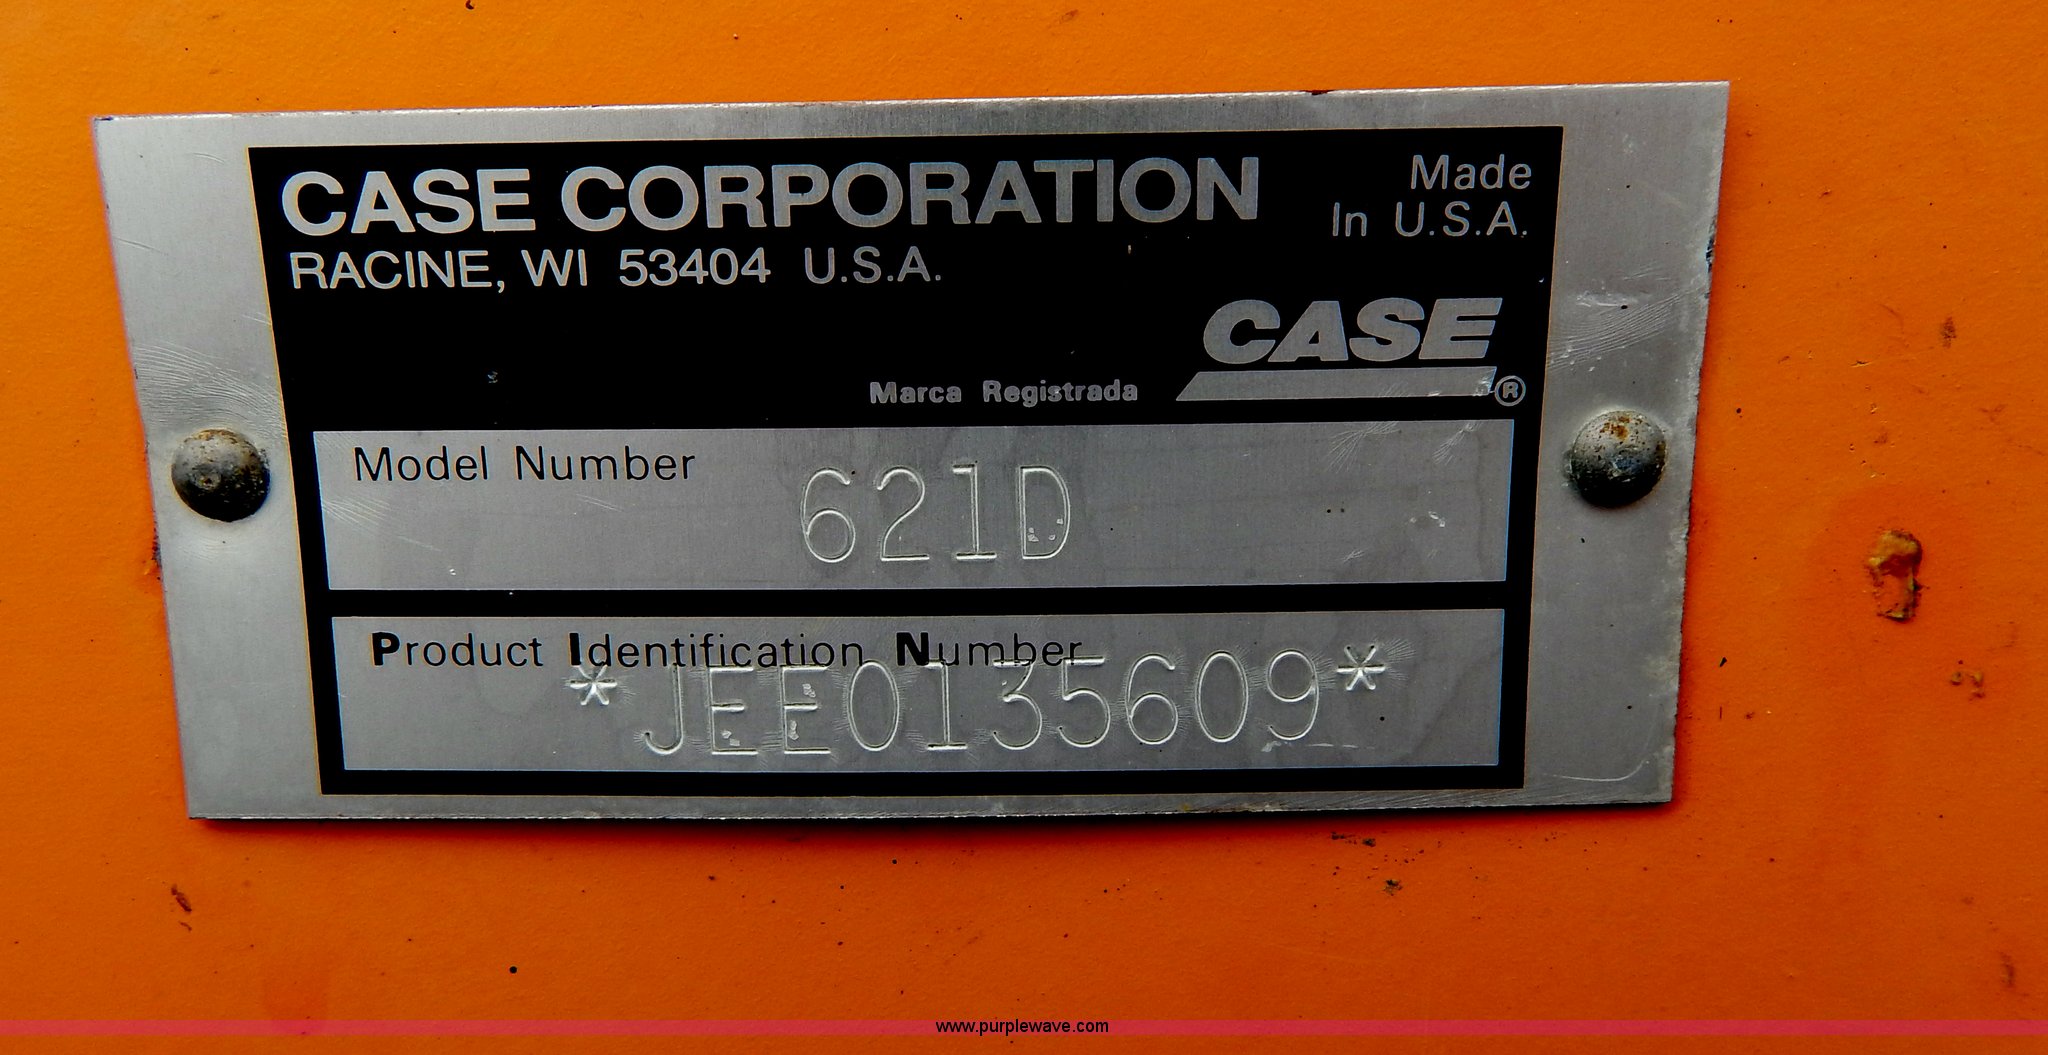 CASE CORPORATION
RACINE, WI 53404 U.S.A.
Made
In U.S.A.
CASE
Marca Registrada ®
Model Number
621D
Product Identification Number
*JEE0135609*
www.purplewave.com